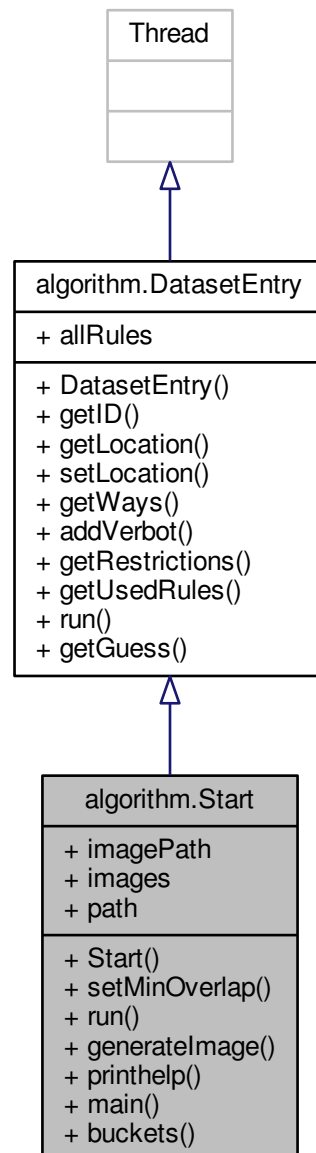 Thread
algorithm.DatasetEntry
+ allRules
+ DatasetEntry()
+ getID()
+ getLocation()
+ setLocation()
+ getWays()
+ addVerbot()
+ getRestrictions()
+ getUsedRules()
+ run()
+ getGuess()
algorithm.Start
+ imagePath
+ images
+ path
+ Start()
+ setMinOverlap()
+ run()
+ generateImage()
+ printhelp()
+ main()
+ buckets()